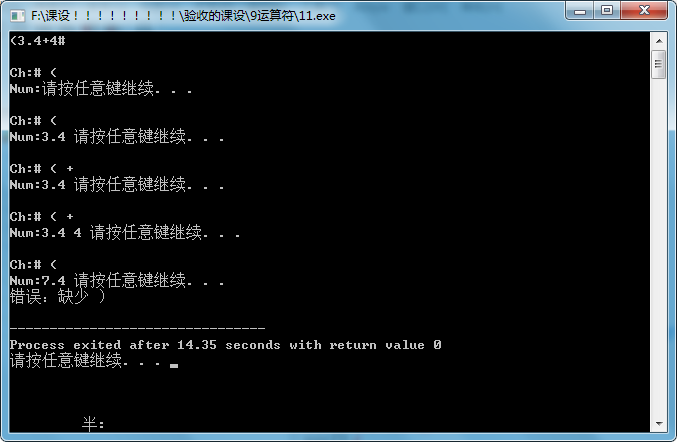 F:\课设！！！！！！！！！\验收的课设\9运算符\11.exe
(3.4+4#
Ch:# (
Num:请按任意键继续. . .
Ch:# (
Num:3.4 请按任意键继续. . .
Ch:# ( +
Num:3.4 请按任意键继续. . .
Ch:# ( +
Num:3.4 4 请按任意键继续. . .
Ch:# (
Num:7.4 请按任意键继续. . .
错误：缺少 )
--------------------------------
Process exited after 14.35 seconds with return value 0
请按任意键继续. . .
半: